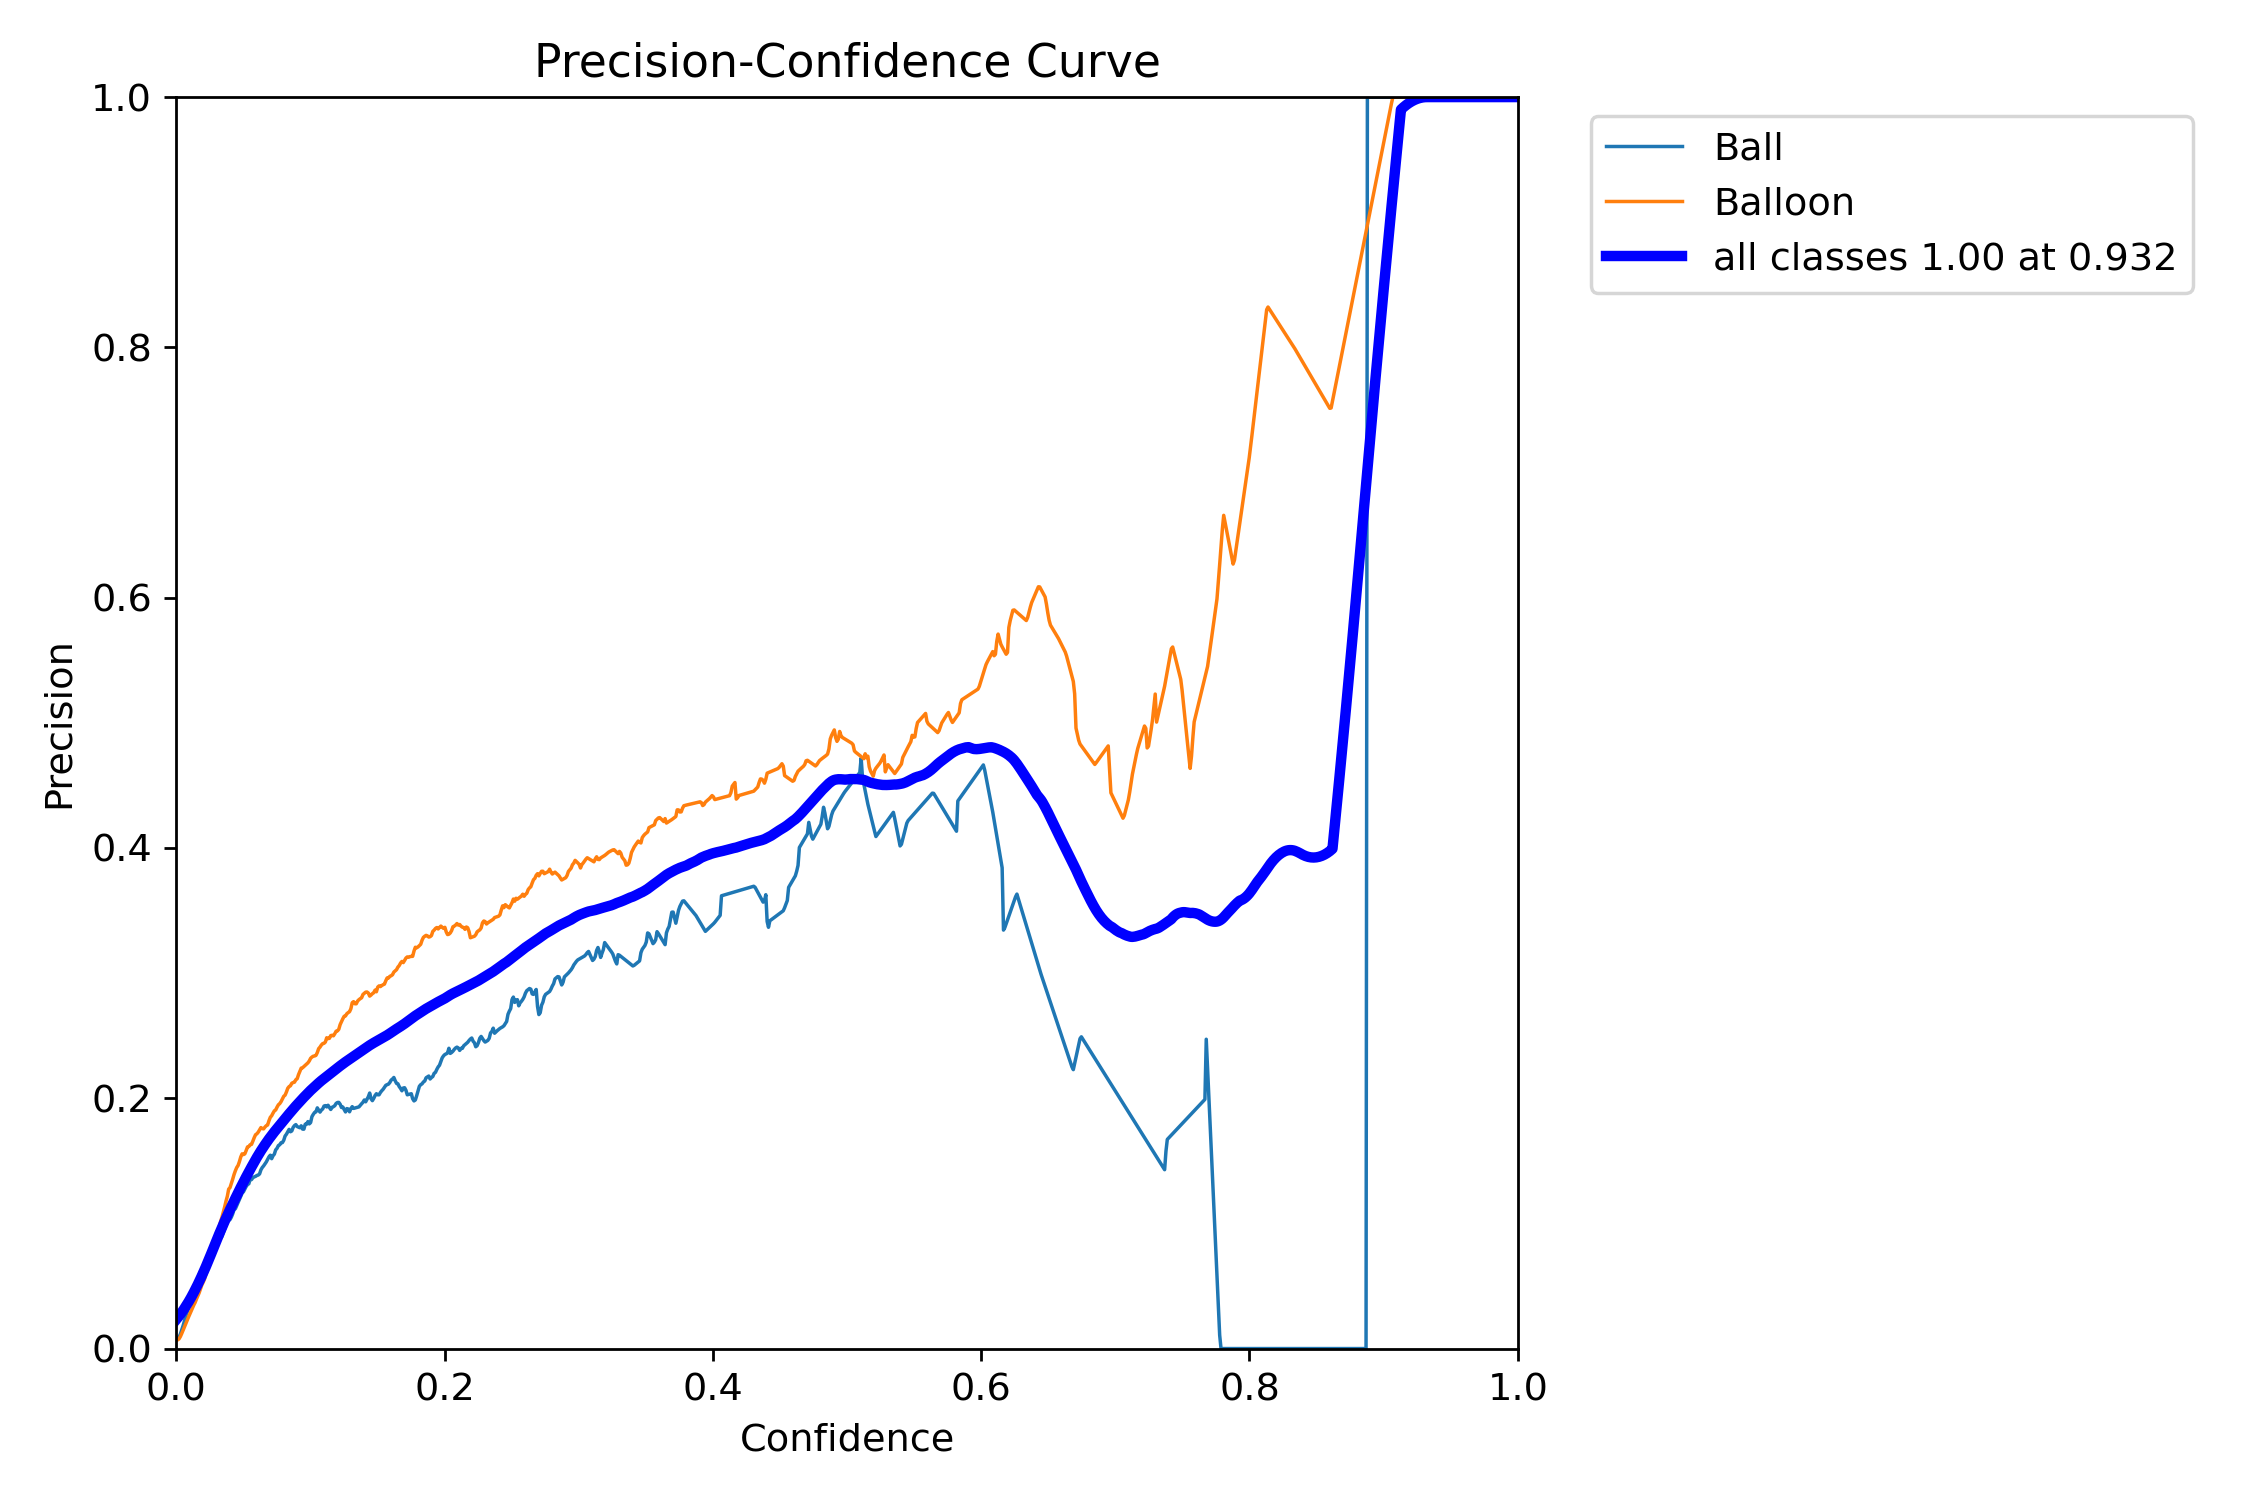 Precision-Confidence Curve
1.0
0.8
0.6
0.4
0.2
0.0
Precision
0.0 0.2 0.4 0.6 0.8 1.0
Confidence
Ball
Balloon
all classes 1.00 at 0.932